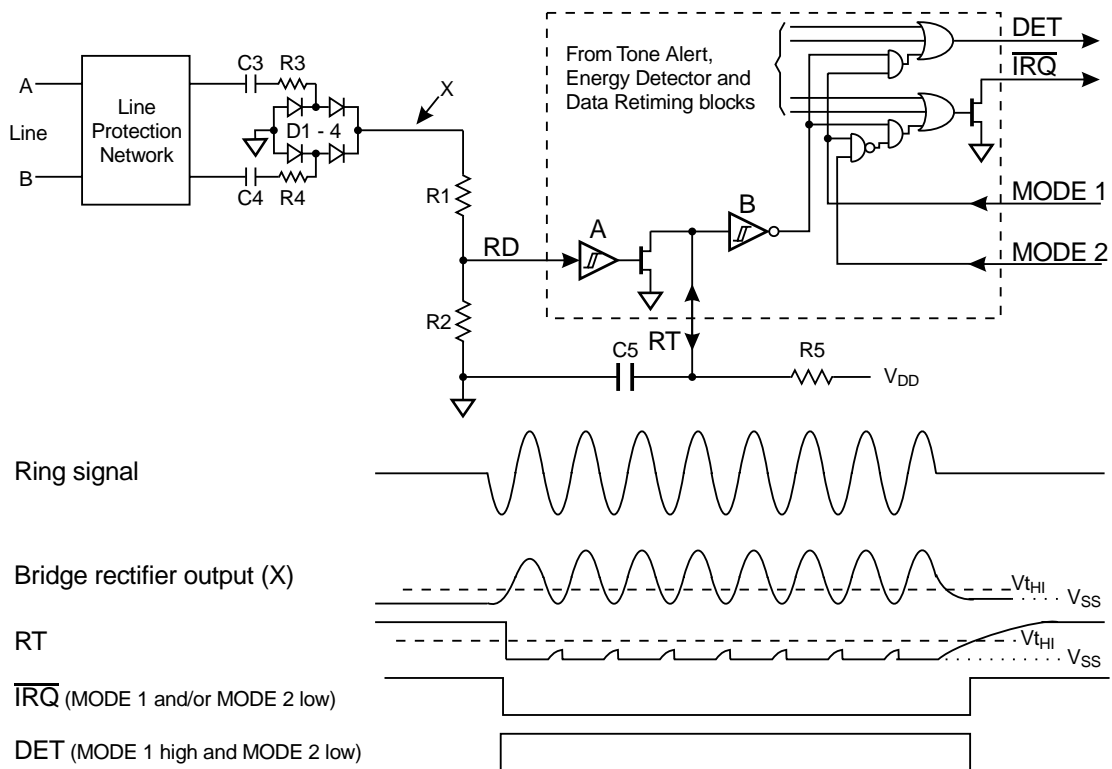 DET
IRQ
From Tone Alert,
Energy Detector and
Data Retiming blocks
C3
R3
X
A
Line
B
Line
Protection
Network
D1 - 4
C4
R4
R1
A
B
MODE 1
RD
MODE 2
R2
RT
C5
R5
VDD
Ring signal
Bridge rectifier output (X)
VtHI
VSS
RT
VtHI
VSS
IRQ (MODE 1 and/or MODE 2 low)
DET (MODE 1 high and MODE 2 low)